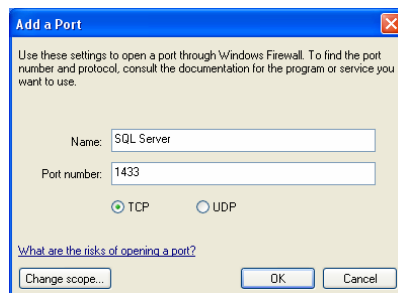 Add a Port
Use these settings to open a port through Windows Firewall. To find the port
number and protocol, consult the documentation for the program or service you
want to use.
Name: SQL Server
Port number: 1433
TCP UDP
What are the risks of opening a port?
Change scope... OK Cancel